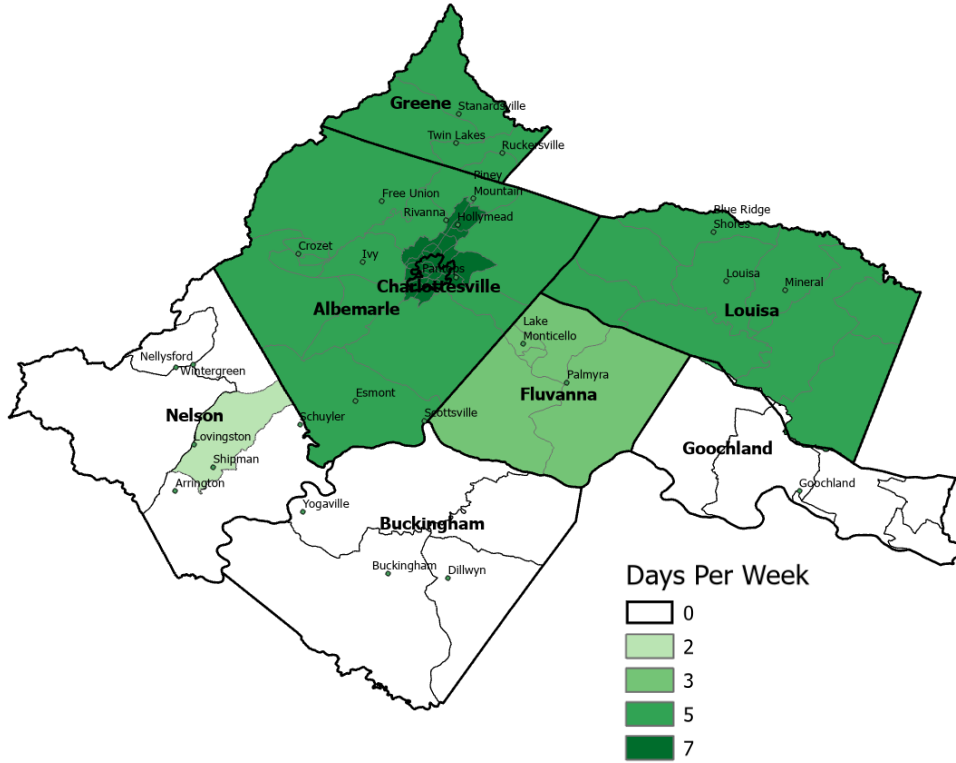 Greene
Stanardsville
Twin Lakes
Ruckersville
Piney
Mountain
Free Union
Rivanna
Hollymead
Blue Ridge
Shores
Crozet
Ivy
Pantops
Charlottesville
Louisa
Mineral
Albemarle
Louisa
Lake
Monticello
Nellysford
Wintergreen
Palmyra
Fluvanna
Esmont
Nelson
Schuyler
Scottsville
Lovingston
Shipman
Goochland
Arrington
Goochland
Yogaville
Buckingham
Buckingham
Dillwyn
Days Per Week
0
2
3
5
7